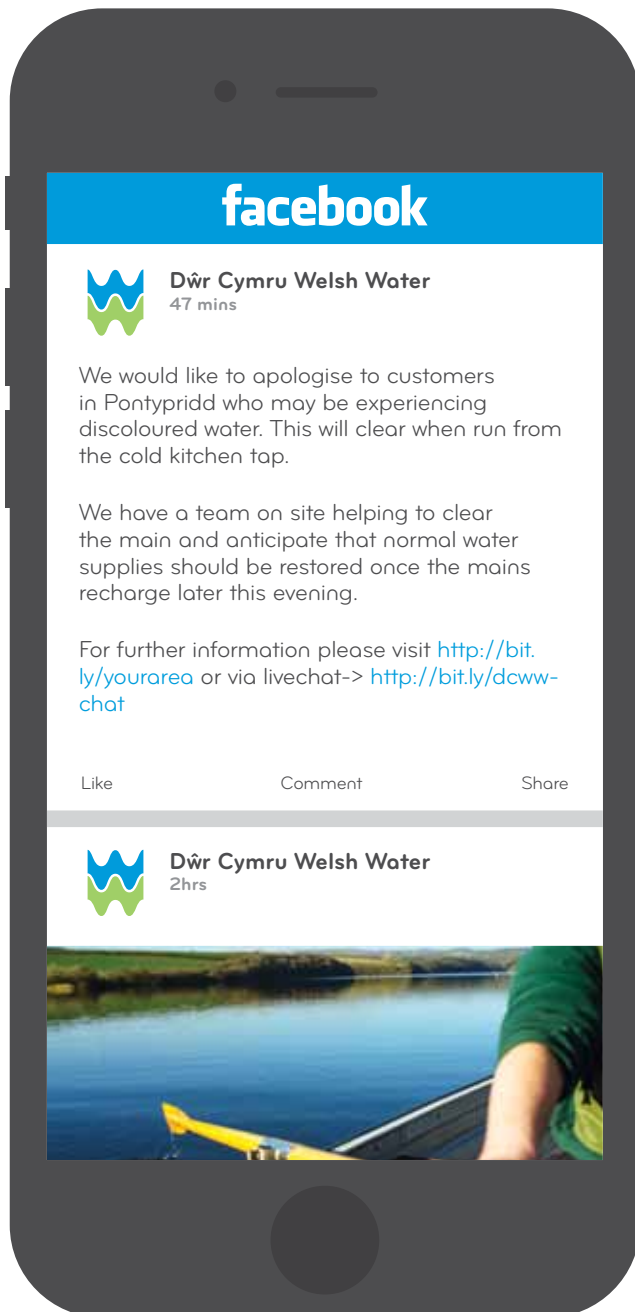 facebook
Dŵr Cymru Welsh Water
47 mins
We would like to apologise to customers
in Pontypridd who may be experiencing
discoloured water. This will clear when run from
the cold kitchen tap.
We have a team on site helping to clear
the main and anticipate that normal water
supplies should be restored once the mains
recharge later this evening.
For further information please visit http://bit.
ly/yourarea or via livechat-> http://bit.ly/dcww-
chat
Like Comment Share
Dŵr Cymru Welsh Water
2hrs